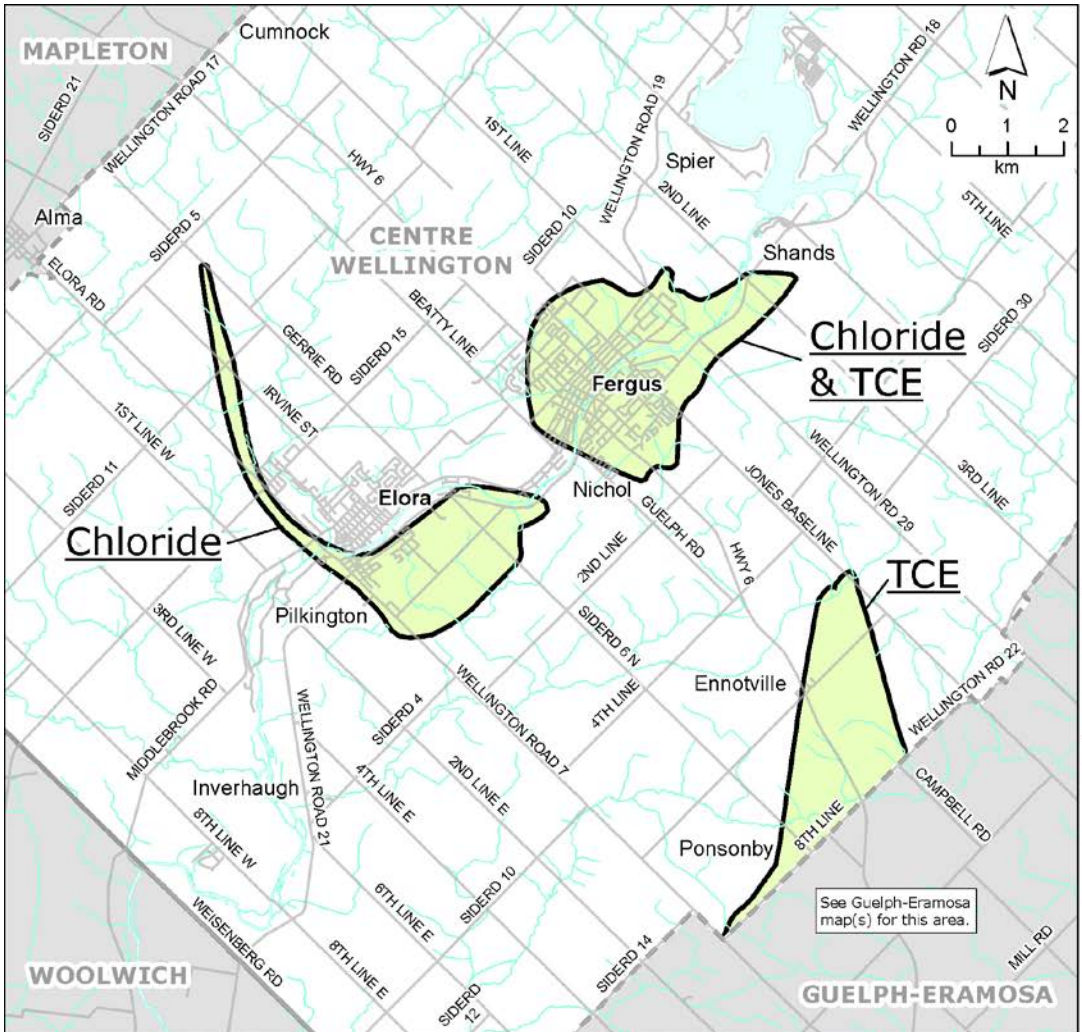 MAPLETON
Cumnock
SIDERD 21
WELLINGTON ROAD 17
HWY 6
1ST LINE
WELLINGTON ROAD 19
WELLINGTON RD 18
N
0 1 2
km
Spier
2ND LINE
5TH LINE
Alma
SIDERD 5
SIDERD 10
CENTRE
WELLINGTON
Shands
ELORA RD
BEATTY LINE
GERRIE RD
SIDERD 15
SIDERD 30
Chloride
& TCE
Fergus
IRVINE ST
1ST LINE W
SIDERD 11
WELLINGTON RD 29
3RD LINE
JONES BASELINE
Elora
Nichol
GUELPH RD
HWY 6
Chloride
2ND LINE
TCE
3RD LINE W
Pilkington
SIDERD 6 N
WELLINGTON RD 22
Ennotville
4TH LINE
MIDDLEBROOK RD
WELLINGTON ROAD 21
SIDERD 4
WELLINGTON ROAD 7
Inverhaugh
4TH LINE E
2ND LINE E
CAMPBELL RD
8TH LINE
8TH LINE W
Ponsonby
6TH LINE E
SIDERD 10
See Guelph-Eramosa
map(s) for this area.
WEISENBERG RD
8TH LINE E
SIDERD 14
MILL RD
WOOLWICH
SIDERD
12
GUELPH-ERAMOSA